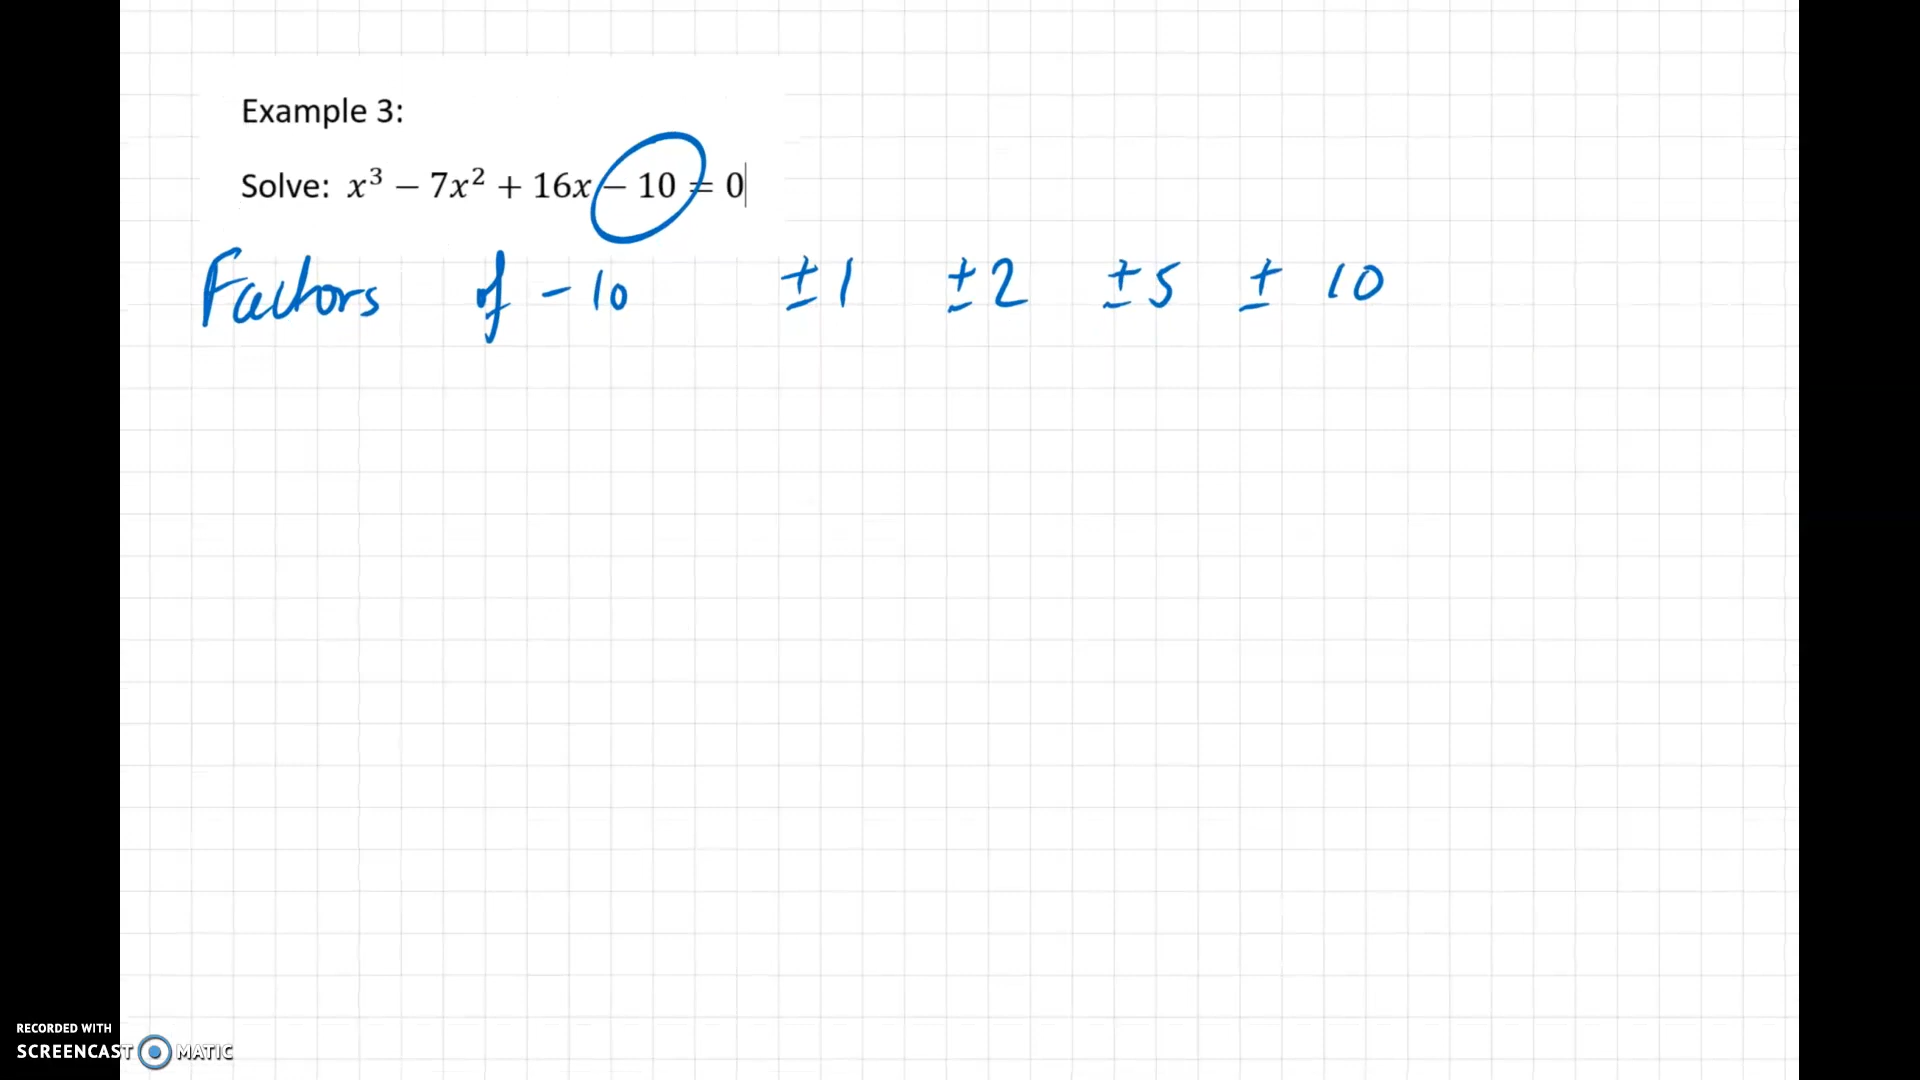 Example 3:
Solve: x³ − 7x² + 16x − 10 = 0
Factors of -10 ±1 ±2 ±5 ± 10
RECORDED WITH
SCREENCAST MATIC